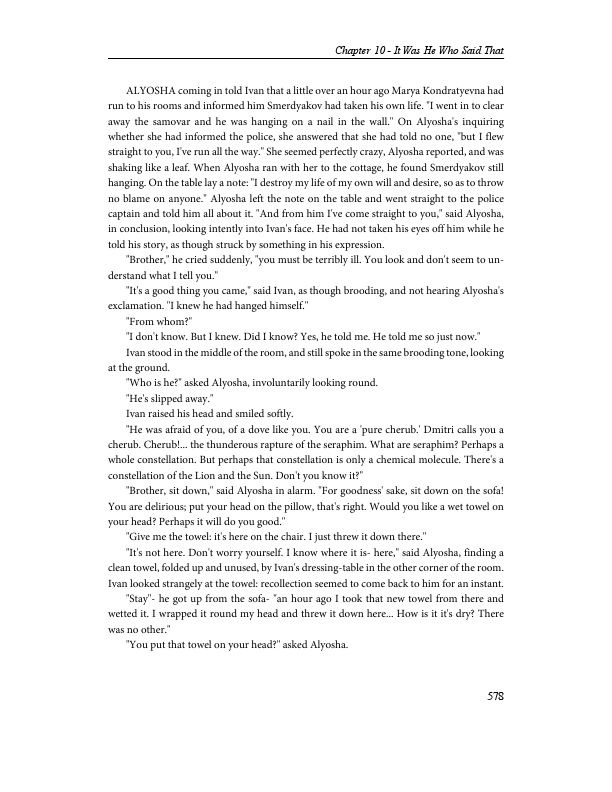 Chapter 10 - It Was He Who Said That
ALYOSHA coming in told Ivan that a little over an hour ago Marya Kondratyevna had
run to his rooms and informed him Smerdyakov had taken his own life. "I went in to clear
away the samovar and he was hanging on a nail in the wall." On Alyosha's inquiring
whether she had informed the police, she answered that she had told no one, "but I flew
straight to you, I've run all the way." She seemed perfectly crazy, Alyosha reported, and was
shaking like a leaf. When Alyosha ran with her to the cottage, he found Smerdyakov still
hanging. On the table lay a note: "I destroy my life of my own will and desire, so as to throw
no blame on anyone." Alyosha left the note on the table and went straight to the police
captain and told him all about it. "And from him I've come straight to you," said Alyosha,
in conclusion, looking intently into Ivan's face. He had not taken his eyes off him while he
told his story, as though struck by something in his expression.
"Brother," he cried suddenly, "you must be terribly ill. You look and don't seem to un-
derstand what I tell you."
"It's a good thing you came," said Ivan, as though brooding, and not hearing Alyosha's
exclamation. "I knew he had hanged himself."
"From whom?"
"I don't know. But I knew. Did I know? Yes, he told me. He told me so just now."
Ivan stood in the middle of the room, and still spoke in the same brooding tone, looking
at the ground.
"Who is he?" asked Alyosha, involuntarily looking round.
"He's slipped away."
Ivan raised his head and smiled softly.
"He was afraid of you, of a dove like you. You are a 'pure cherub.' Dmitri calls you a
cherub. Cherub!... the thunderous rapture of the seraphim. What are seraphim? Perhaps a
whole constellation. But perhaps that constellation is only a chemical molecule. There's a
constellation of the Lion and the Sun. Don't you know it?"
"Brother, sit down," said Alyosha in alarm. "For goodness' sake, sit down on the sofa!
You are delirious; put your head on the pillow, that's right. Would you like a wet towel on
your head? Perhaps it will do you good."
"Give me the towel: it's here on the chair. I just threw it down there."
"It's not here. Don't worry yourself. I know where it is- here," said Alyosha, finding a
clean towel, folded up and unused, by Ivan's dressing-table in the other corner of the room.
Ivan looked strangely at the towel: recollection seemed to come back to him for an instant.
"Stay"- he got up from the sofa- "an hour ago I took that new towel from there and
wetted it. I wrapped it round my head and threw it down here... How is it it's dry? There
was no other."
"You put that towel on your head?" asked Alyosha.
578